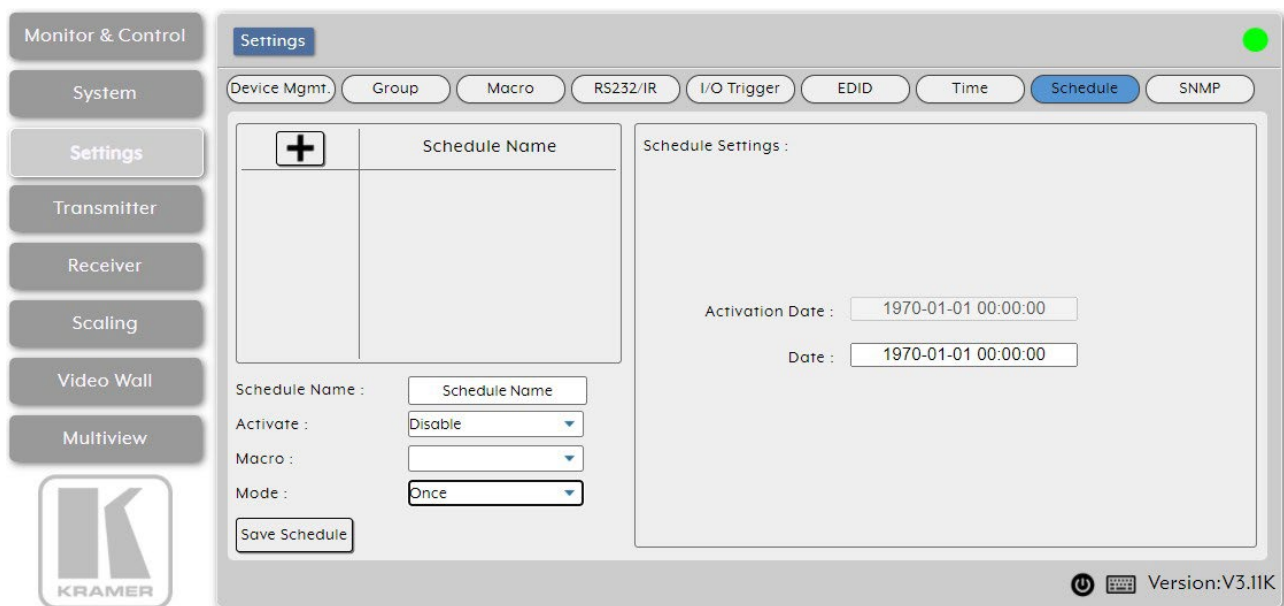 Monitor & Control
System
Settings
Transmitter
Receiver
Scaling
Video Wall
Multiview
KRAMER
Settings
Device Mgmt.
Group
Macro
RS232/IR
I/O Trigger
EDID
Time
Schedule
SNMP
Schedule Name
Schedule Name :
Schedule Name
Activate :
Disable
Macro :
Mode :
Once
Save Schedule
Schedule Settings :
Activation Date :
1970-01-01 00:00:00
Date :
1970-01-01 00:00:00
Version:V3.11K